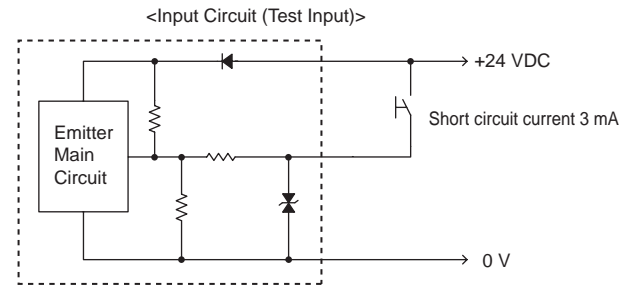 <Input Circuit (Test Input)>
+24 VDC
Short circuit current 3 mA
Emitter
Main
Circuit
0 V